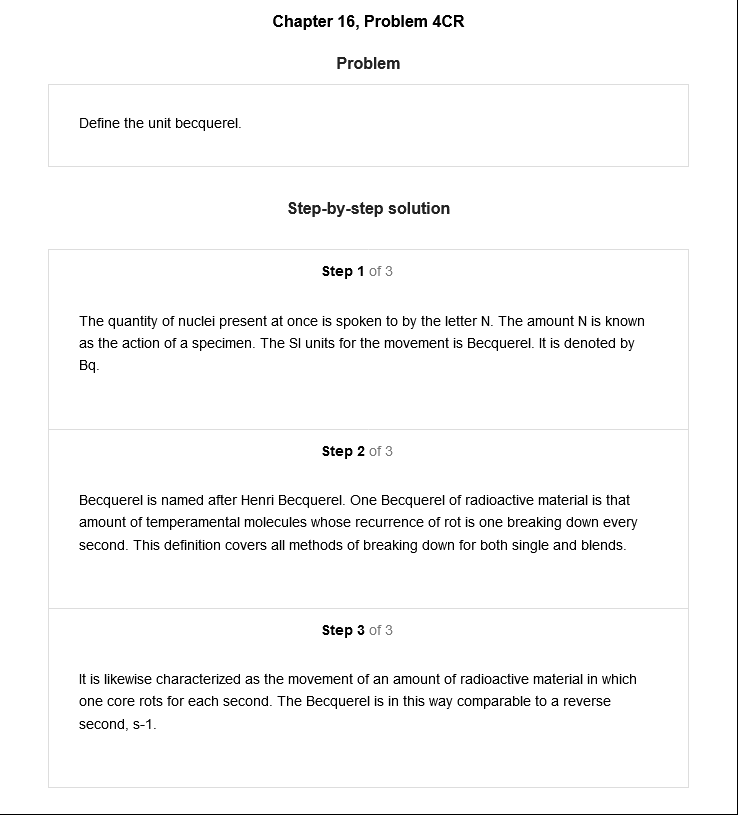 Chapter 16, Problem 4CR
Problem
Define the unit becquerel.
Step-by-step solution
Step 1 of 3
The quantity of nuclei present at once is spoken to by the letter N. The amount N is known
as the action of a specimen. The SI units for the movement is Becquerel. It is denoted by
Bq.
Step 2 of 3
Becquerel is named after Henri Becquerel. One Becquerel of radioactive material is that
amount of temperamental molecules whose recurrence of rot is one breaking down every
second. This definition covers all methods of breaking down for both single and blends.
Step 3 of 3
It is likewise characterized as the movement of an amount of radioactive material in which
one core rots for each second. The Becquerel is in this way comparable to a reverse
second, s-1.